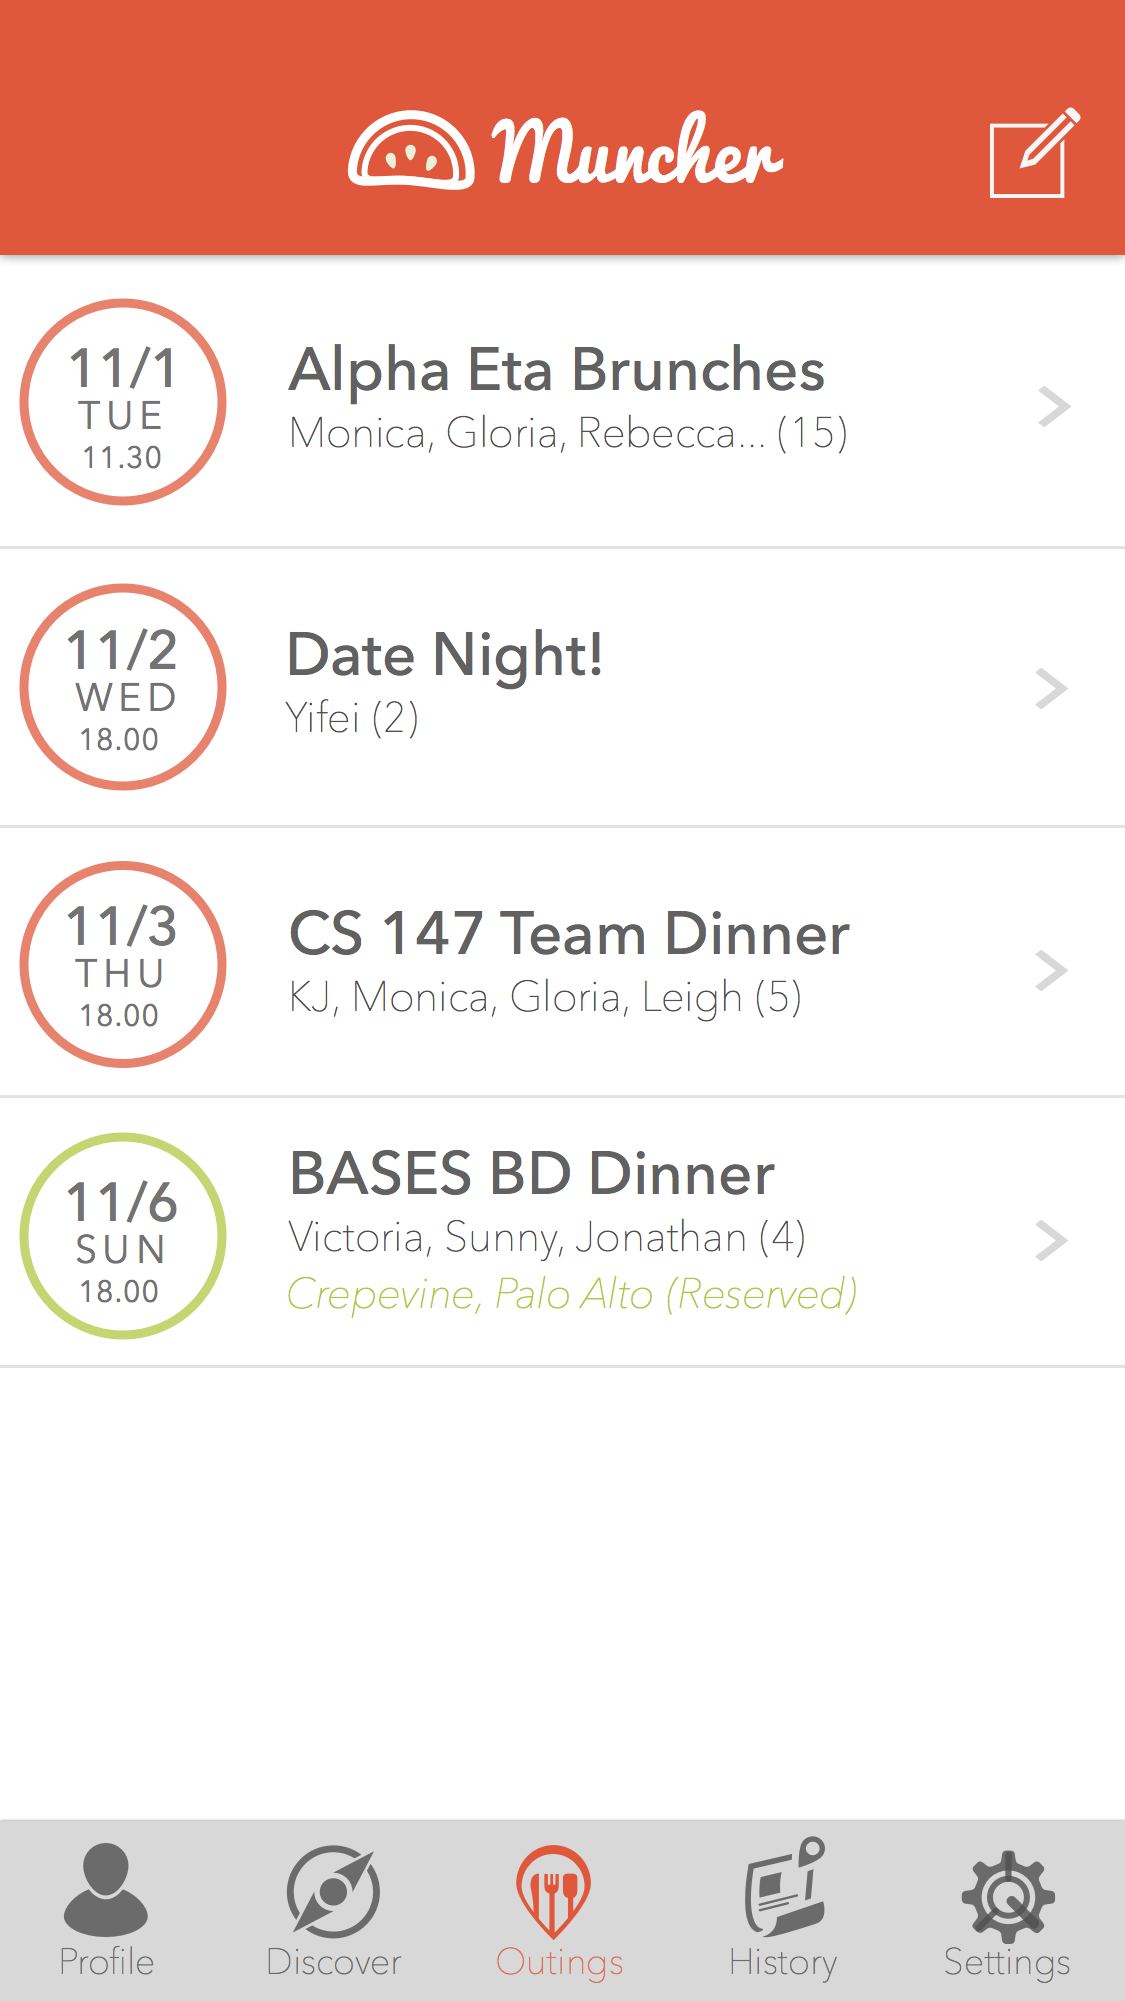 Muncher
11/1
TUE
11.30
Alpha Eta Brunches
Monica, Gloria, Rebecca... (15)
11/2
WED
18.00
Date Night!
Yifei (2)
11/3
THU
18.00
CS 147 Team Dinner
KJ, Monica, Gloria, Leigh (5)
11/6
SUN
18.00
BASES BD Dinner
Victoria, Sunny, Jonathan (4)
Crepevine, Palo Alto (Reserved)
Profile Discover Outings History Settings